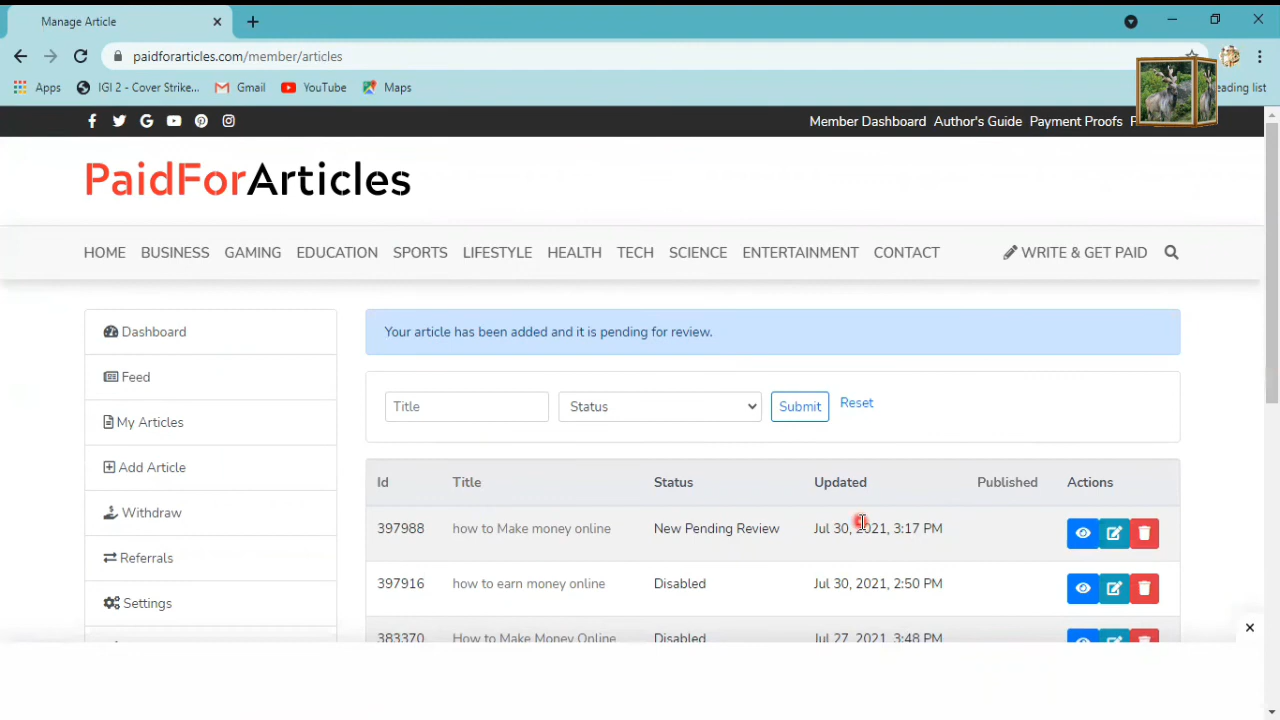 Manage Article
paidforarticles.com/member/articles
Apps IGI 2 - Cover Strike... Gmail YouTube Maps eading list
Member Dashboard Author's Guide Payment Proofs
PaidForArticles
HOME BUSINESS GAMING EDUCATION SPORTS LIFESTYLE HEALTH TECH SCIENCE ENTERTAINMENT CONTACT WRITE & GET PAID
Dashboard
Feed
My Articles
Add Article
Withdraw
Referrals
Settings
Your article has been added and it is pending for review.
Title Status Submit Reset
Id Title Status Updated Published Actions
397988 how to Make money online New Pending Review Jul 30, 2021, 3:17 PM
397916 how to earn money online Disabled Jul 30, 2021, 2:50 PM
383370 How to Make Money Online Disabled Jul 27, 2021, 3:48 PM